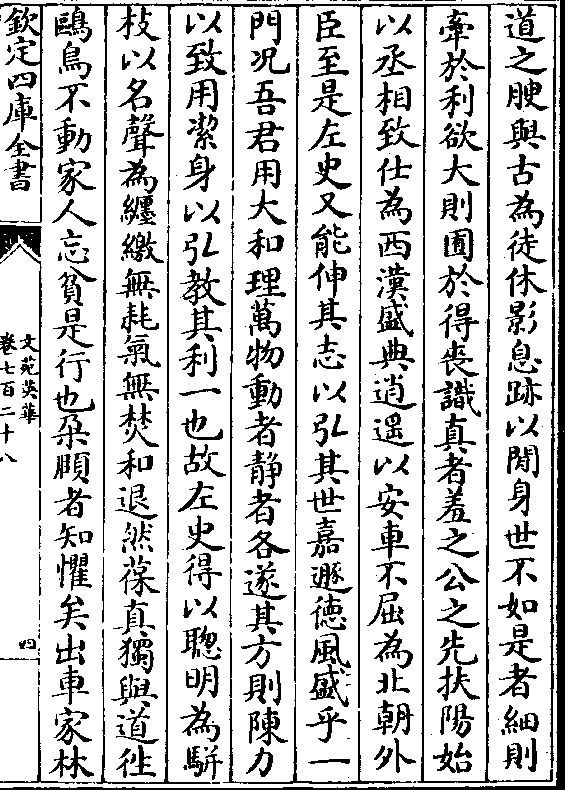 道之腴與古為徒休影息跡以閒身世不如是者細則
牽於利欲大則囿於得喪識真者羞之公之先扶陽始
以丞相致仕為西漢盛典逍遥以安車不屈為北朝外
臣至是左史又能伸其志以弘其世嘉遯徳風盛乎一
門况吾君用大和理萬物動者靜者各遂其方則陳力
以致用潔身以弘教其利一也故左史得以聰明為駢
枝以名聲為纆繳無耗氣無焚和退然葆真獨與道往
鷗鳥不動家人忘貧是行也朶頥者知懼矣出車家林
欽定四庫全書
文苑英華
卷七百二十八
四